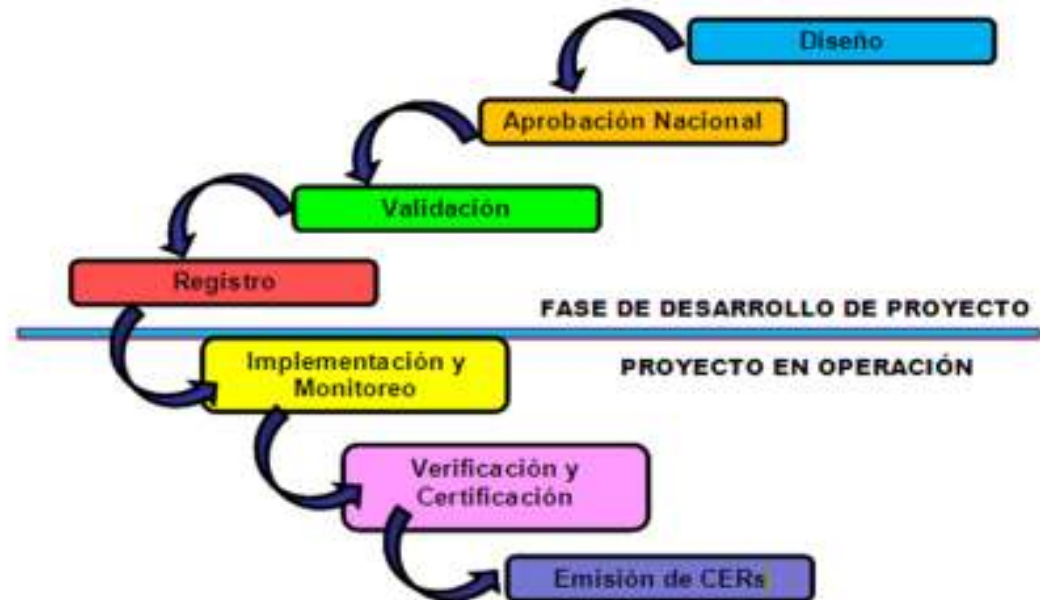 Diseño
Aprobación Nacional
Validación
Registro
FASE DE DESARROLLO DE PROYECTO
Implementación y
Monitoreo
PROYECTO EN OPERACIÓN
Verificación y
Certificación
Emisión de CERs